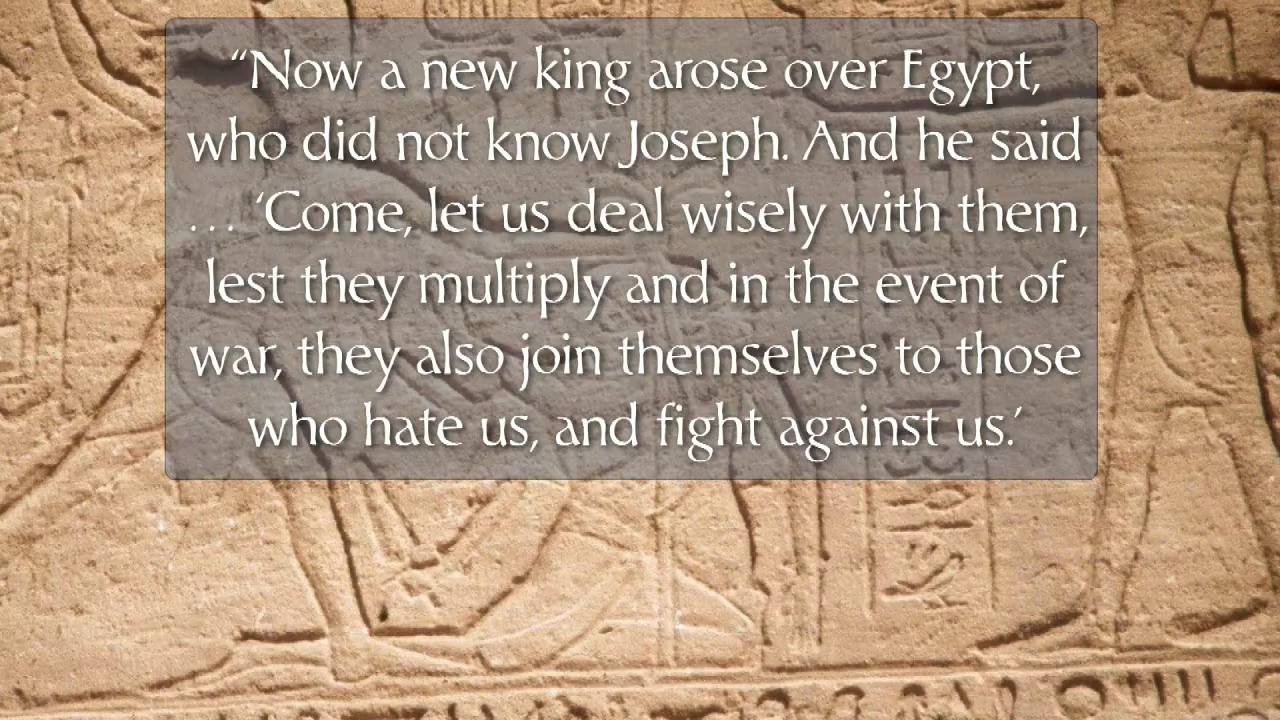 “Now a new king arose over Egypt,
who did not know Joseph. And he said
… ‘Come, let us deal wisely with them,
lest they multiply and in the event of
war, they also join themselves to those
who hate us, and fight against us.’